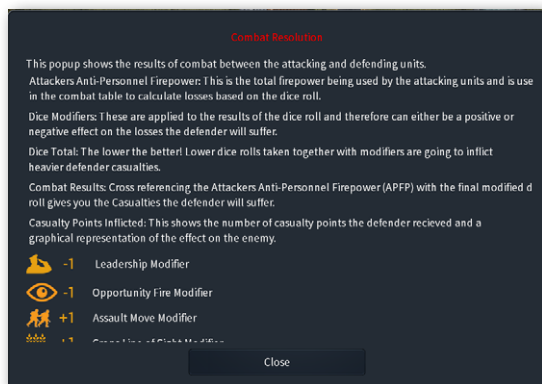 Combat Resolution
This popup shows the results of combat between the attacking and defending units.
Attackers Anti-Personnel Firepower: This is the total firepower being used by the attacking units and is use
in the combat table to calculate losses based on the dice roll.
Dice Modifiers: These are applied to the results of the dice roll and therefore can either be a positive or
negative effect on the losses the defender will suffer.
Dice Total: The lower the better! Lower dice rolls taken together with modifiers are going to inflict
heavier defender casualties.
Combat Results: Cross referencing the Attackers Anti-Personnel Firepower (APFP) with the final modified d
roll gives you the Casualties the defender will suffer.
Casualty Points Inflicted: This shows the number of casualty points the defender recieved and a
graphical representation of the effect on the enemy.
-1 Leadership Modifier
-1 Opportunity Fire Modifier
+1 Assault Move Modifier
+1 Line of Sight Modifier
Close